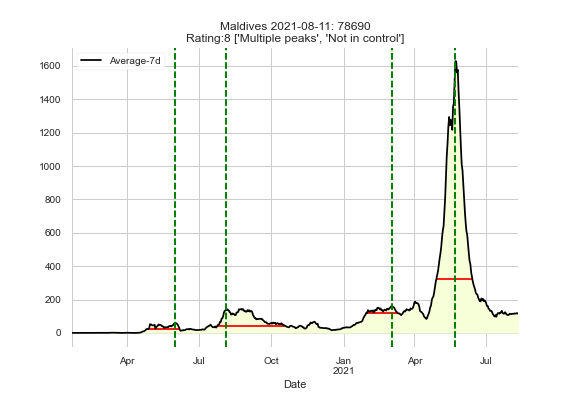 Maldives 2021-08-11: 78690
Rating:8 ['Multiple peaks', 'Not in control']
Average-7d
1600
1400
1200
1000
800
600
400
200
0
Apr
Jul
Oct
Jan
2021
Apr
Jul
Date